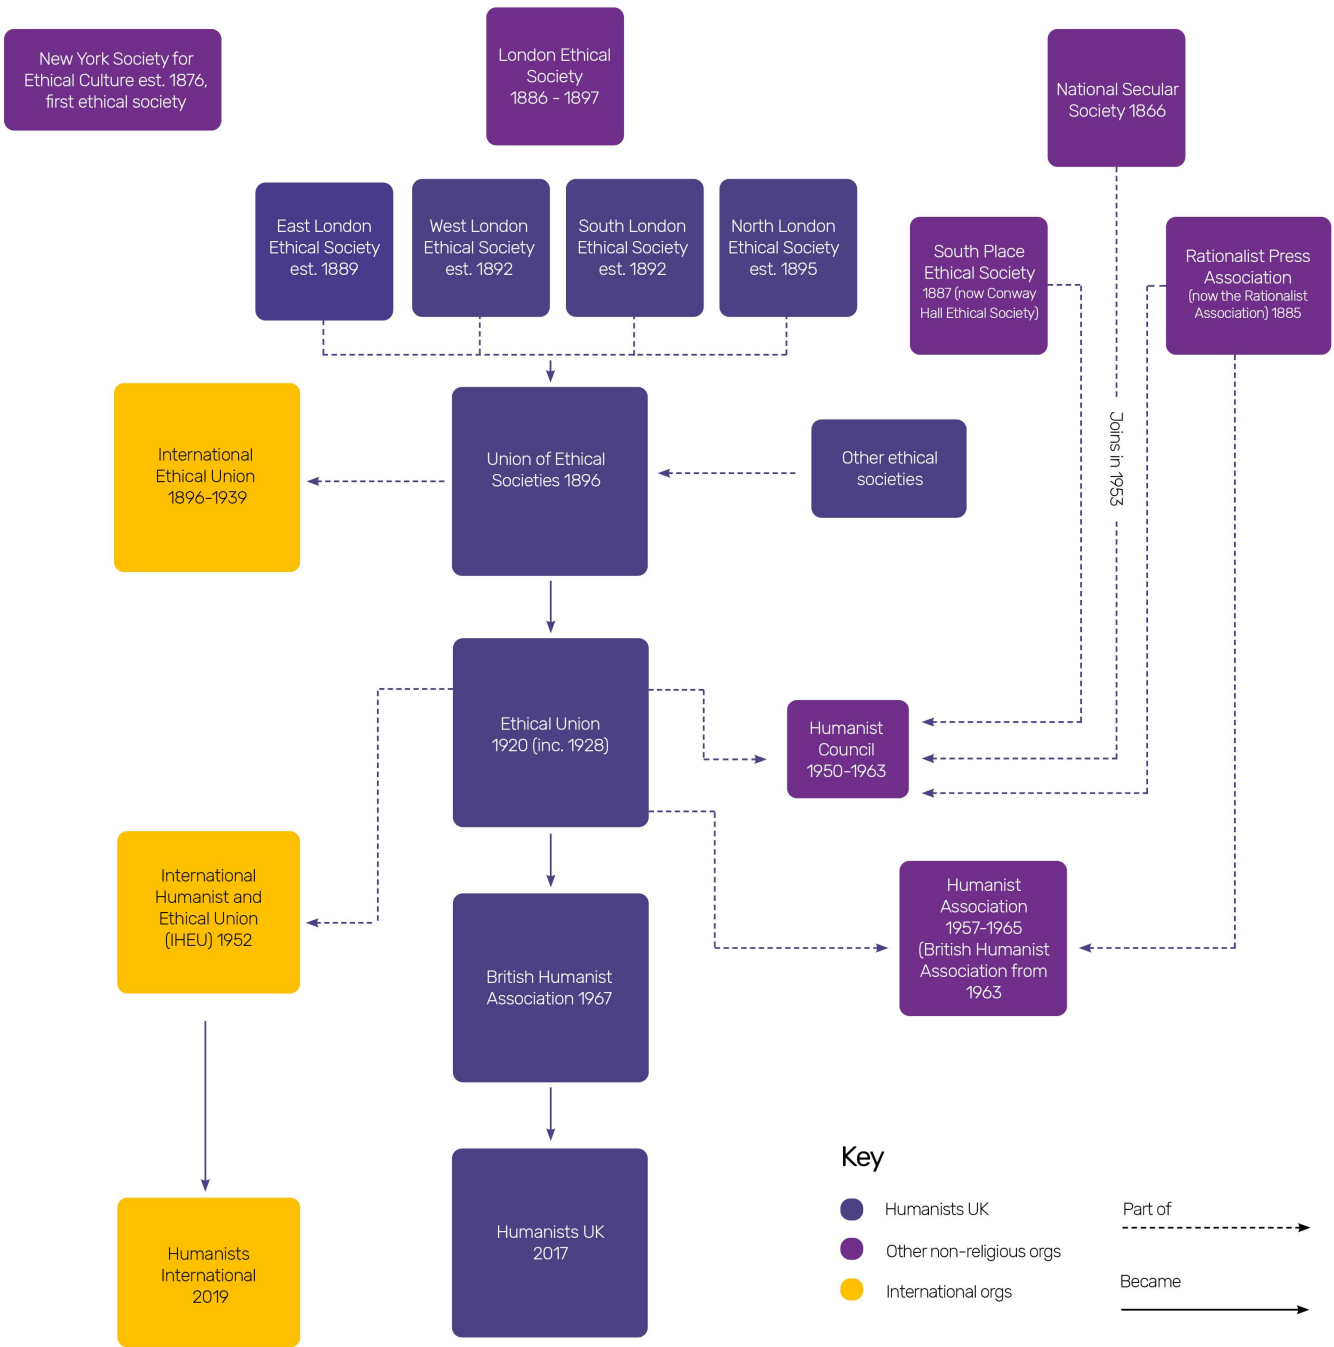 New York Society for
Ethical Culture est. 1876,
first ethical society
London Ethical
Society
1886 - 1897
National Secular
Society 1866
East London
Ethical Society
est. 1889
West London
Ethical Society
est. 1892
South London
Ethical Society
est. 1892
North London
Ethical Society
est. 1895
South Place
Ethical Society
1887 (now Conway
Hall Ethical Society)
Rationalist Press
Association
(now the Rationalist
Association) 1885
International
Ethical Union
1896-1939
Union of Ethical
Societies 1896
Other ethical
societies
Joins in 1953
Ethical Union
1920 (inc. 1928)
Humanist
Council
1950-1963
International
Humanist and
Ethical Union
(IHEU) 1952
British Humanist
Association 1967
Humanist
Association
1957-1965
(British Humanist
Association from
1963
Humanists
International
2019
Humanists UK
2017
Key
Humanists UK
Other non-religious orgs
International orgs
Part of
Became